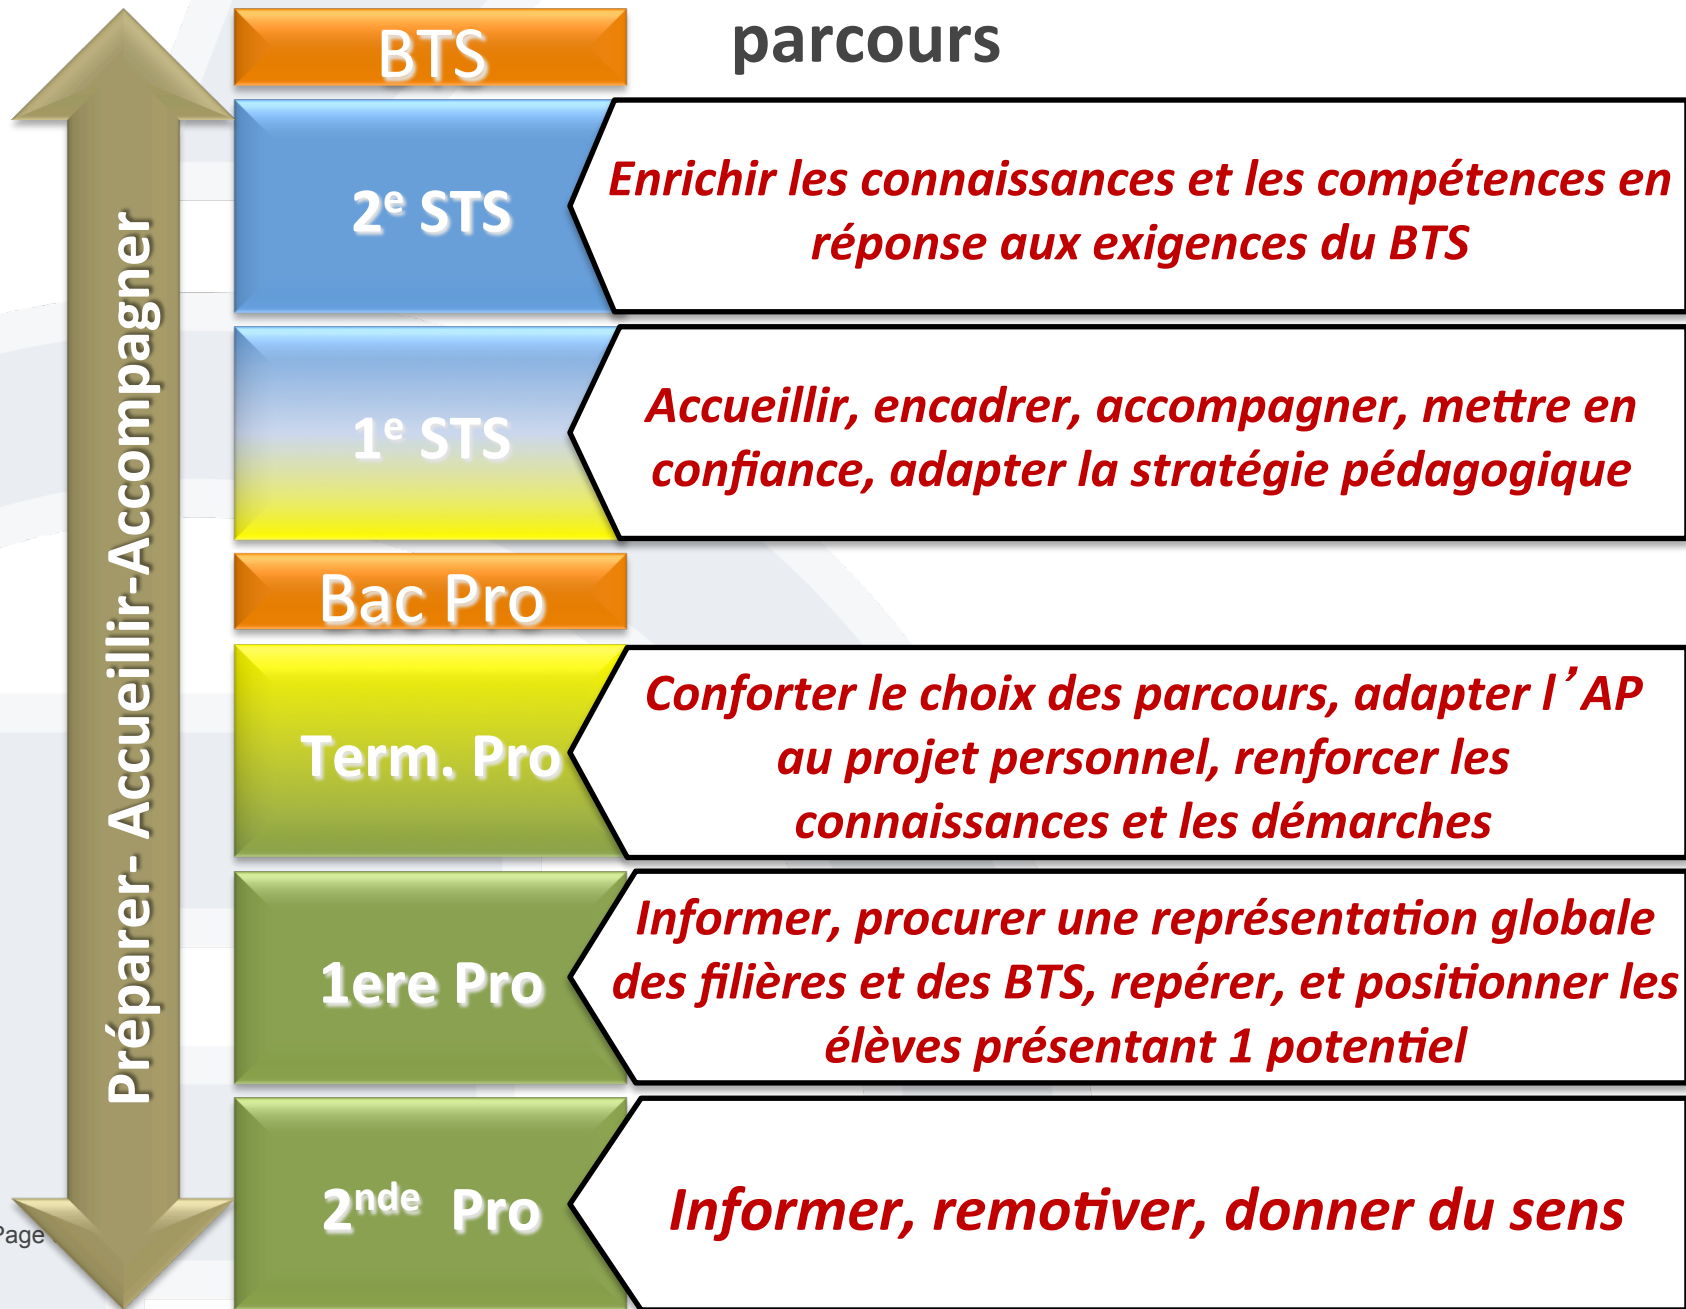 parcours
BTS
2e STS
Enrichir les connaissances et les compétences en
réponse aux exigences du BTS
1e STS
Accueillir, encadrer, accompagner, mettre en
confiance, adapter la stratégie pédagogique
Bac Pro
Term. Pro
Conforter le choix des parcours, adapter l’AP
au projet personnel, renforcer les
connaissances et les démarches
1ere Pro
Informer, procurer une représentation globale
des filières et des BTS, repérer, et positionner les
élèves présentant 1 potentiel
2nde Pro
Informer, remotiver, donner du sens
Préparer- Accueillir-Accompagner
Page